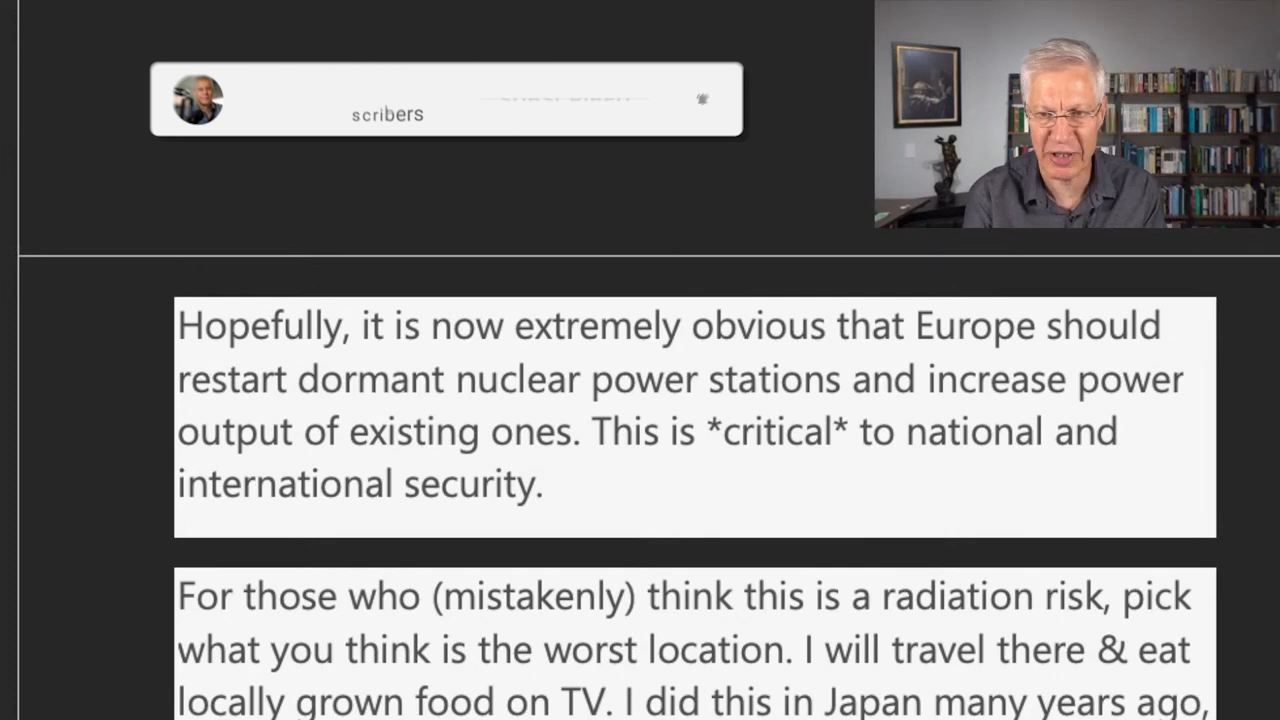 scribers
Hopefully, it is now extremely obvious that Europe should
restart dormant nuclear power stations and increase power
output of existing ones. This is *critical* to national and
international security.
For those who (mistakenly) think this is a radiation risk, pick
what you think is the worst location. I will travel there & eat
locally grown food on TV. I did this in Japan many years ago,